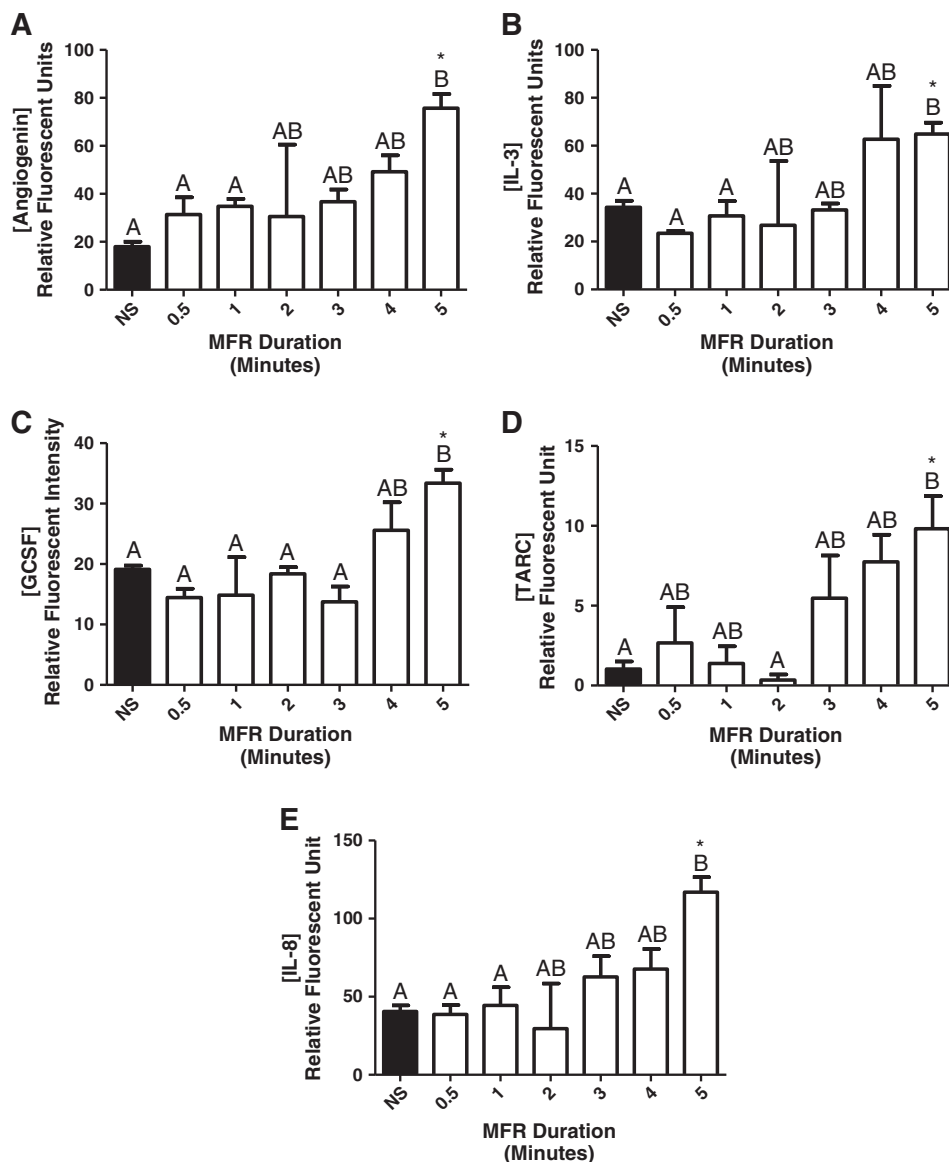 A
[Angiogenin]
Relative Fluorescent Units
100
80
60
40
20
0
A
A
A
AB
AB
AB
*
B
NS
0.5
1
2
3
4
5
MFR Duration
(Minutes)
B
[IL-3]
Relative Fluorescent Units
100
80
60
40
20
0
A
A
A
AB
AB
AB
*
B
NS
0.5
1
2
3
4
5
MFR Duration
(Minutes)
C
[GCSF]
Relative Fluorescent Intensity
40
30
20
10
0
A
A
A
A
A
AB
*
B
NS
0.5
1
2
3
4
5
MFR Duration
(Minutes)
D
[TARC]
Relative Fluorescent Unit
15
10
5
0
A
AB
AB
A
AB
AB
*
B
NS
0.5
1
2
3
4
5
MFR Duration
(Minutes)
E
[IL-8]
Relative Fluorescent Unit
150
100
50
0
A
A
A
AB
AB
AB
*
B
NS
0.5
1
2
3
4
5
MFR Duration
(Minutes)